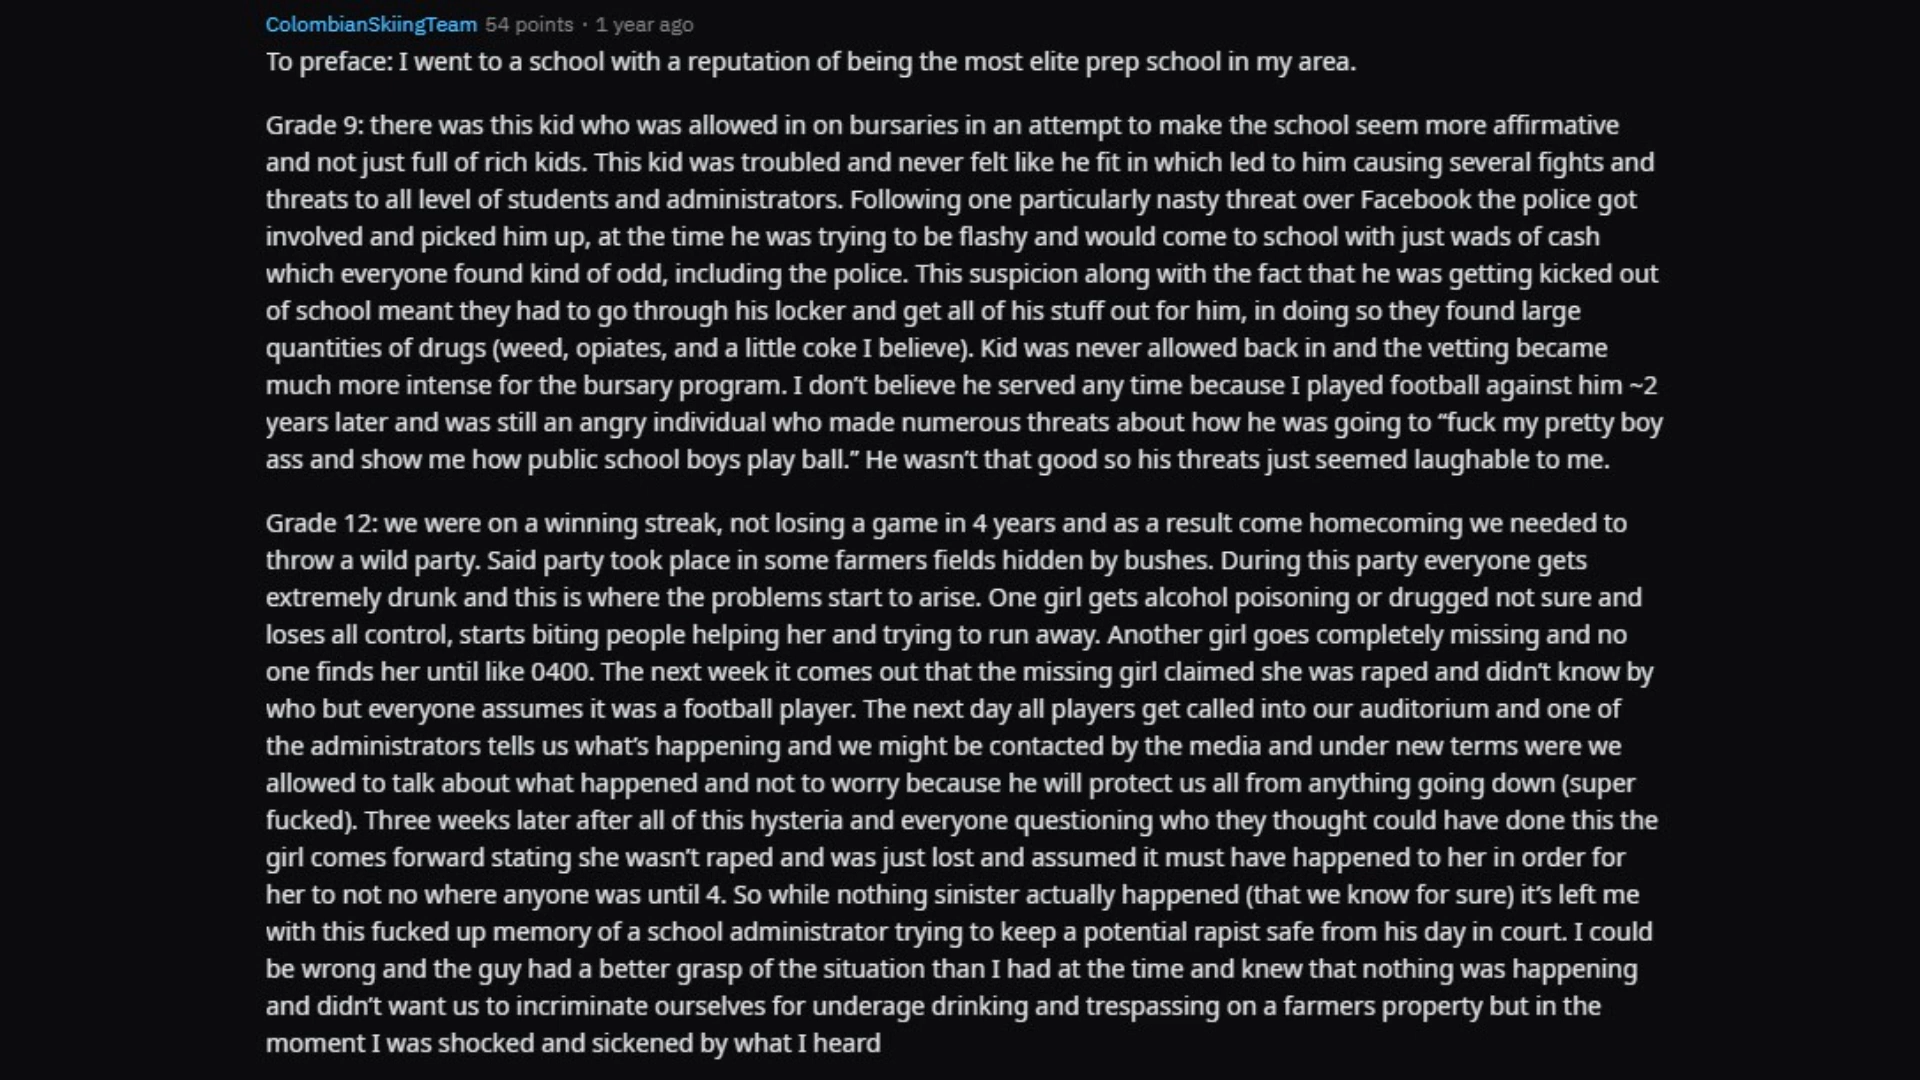 ColombianSkiingTeam 54 points · 1 year ago
To preface: I went to a school with a reputation of being the most elite prep school in my area.
Grade 9: there was this kid who was allowed in on bursaries in an attempt to make the school seem more affirmative
and not just full of rich kids. This kid was troubled and never felt like he fit in which led to him causing several fights and
threats to all level of students and administrators. Following one particularly nasty threat over Facebook the police got
involved and picked him up, at the time he was trying to be flashy and would come to school with just wads of cash
which everyone found kind of odd, including the police. This suspicion along with the fact that he was getting kicked out
of school meant they had to go through his locker and get all of his stuff out for him, in doing so they found large
quantities of drugs (weed, opiates, and a little coke I believe). Kid was never allowed back in and the vetting became
much more intense for the bursary program. I don’t believe he served any time because I played football against him ~2
years later and was still an angry individual who made numerous threats about how he was going to “fuck my pretty boy
ass and show me how public school boys play ball.” He wasn’t that good so his threats just seemed laughable to me.
Grade 12: we were on a winning streak, not losing a game in 4 years and as a result come homecoming we needed to
throw a wild party. Said party took place in some farmers fields hidden by bushes. During this party everyone gets
extremely drunk and this is where the problems start to arise. One girl gets alcohol poisoning or drugged not sure and
loses all control, starts biting people helping her and trying to run away. Another girl goes completely missing and no
one finds her until like 0400. The next week it comes out that the missing girl claimed she was raped and didn’t know by
who but everyone assumes it was a football player. The next day all players get called into our auditorium and one of
the administrators tells us what’s happening and we might be contacted by the media and under new terms were we
allowed to talk about what happened and not to worry because he will protect us all from anything going down (super
fucked). Three weeks later after all of this hysteria and everyone questioning who they thought could have done this the
girl comes forward stating she wasn’t raped and was just lost and assumed it must have happened to her in order for
her to not no where anyone was until 4. So while nothing sinister actually happened (that we know for sure) it’s left me
with this fucked up memory of a school administrator trying to keep a potential rapist safe from his day in court. I could
be wrong and the guy had a better grasp of the situation than I had at the time and knew that nothing was happening
and didn’t want us to incriminate ourselves for underage drinking and trespassing on a farmers property but in the
moment I was shocked and sickened by what I heard